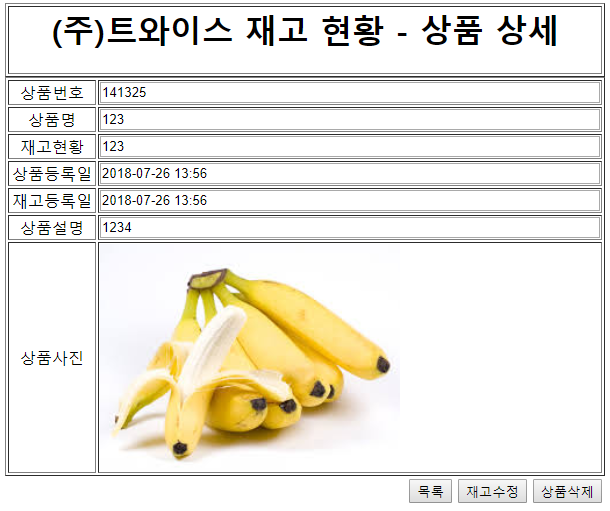 (주)트와이스 재고 현황 - 상품 상세
상품번호 141325
상품명 123
재고현황 123
상품등록일 2018-07-26 13:56
재고등록일 2018-07-26 13:56
상품설명 1234
상품사진
목록 재고수정 상품삭제